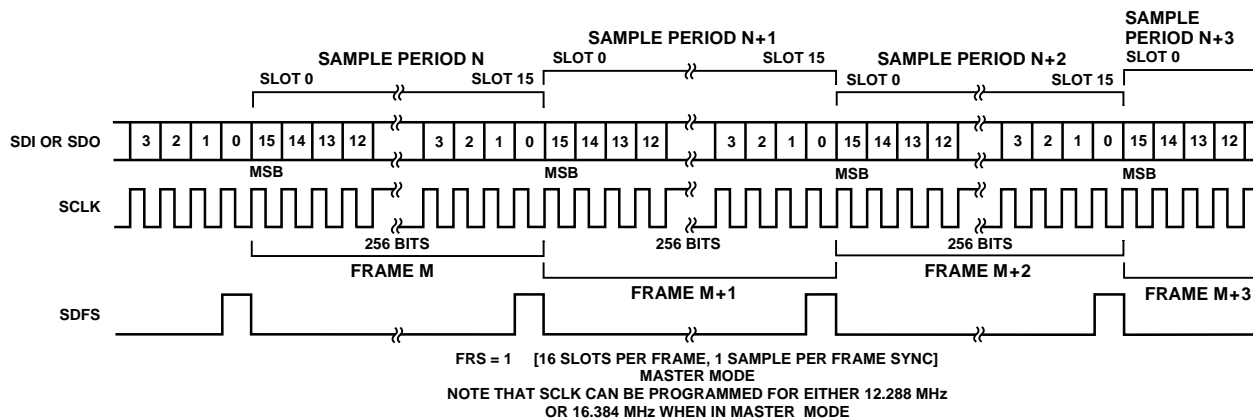 SAMPLE PERIOD N
SAMPLE PERIOD N+1
SAMPLE PERIOD N+2
SAMPLE
PERIOD N+3
SLOT 0 SLOT 15 SLOT 0 SLOT 15 SLOT 0 SLOT 15 SLOT 0
SDI OR SDO 3 2 1 0 15 14 13 12 3 2 1 0 15 14 13 12 3 2 1 0 15 14 13 12 3 2 1 0 15 14 13 12
MSB MSB MSB MSB
SCLK
256 BITS 256 BITS 256 BITS
FRAME M FRAME M+1 FRAME M+2 FRAME M+3
SDFS
FRS = 1 [16 SLOTS PER FRAME, 1 SAMPLE PER FRAME SYNC]
MASTER MODE
NOTE THAT SCLK CAN BE PROGRAMMED FOR EITHER 12.288 MHz
OR 16.384 MHz WHEN IN MASTER MODE